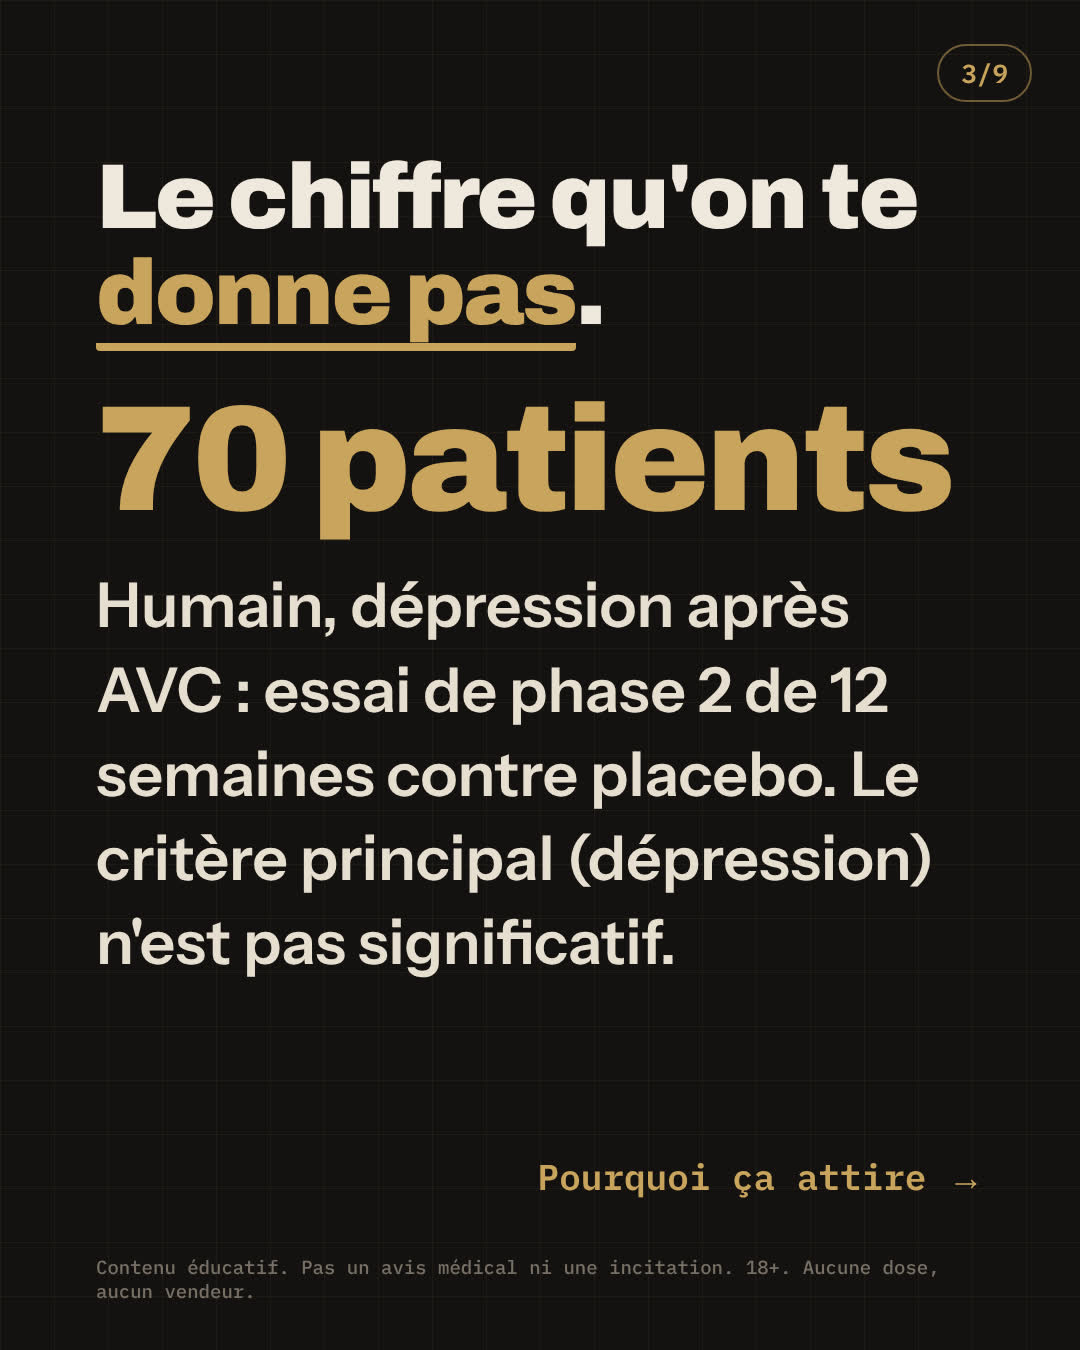 3/9
Le chiffre qu'on te
donne pas.
70 patients
Humain, dépression après
AVC : essai de phase 2 de 12
semaines contre placebo. Le
critère principal (dépression)
n'est pas significatif.
Pourquoi ça attire →
Contenu éducatif. Pas un avis médical ni une incitation. 18+. Aucune dose,
aucun vendeur.